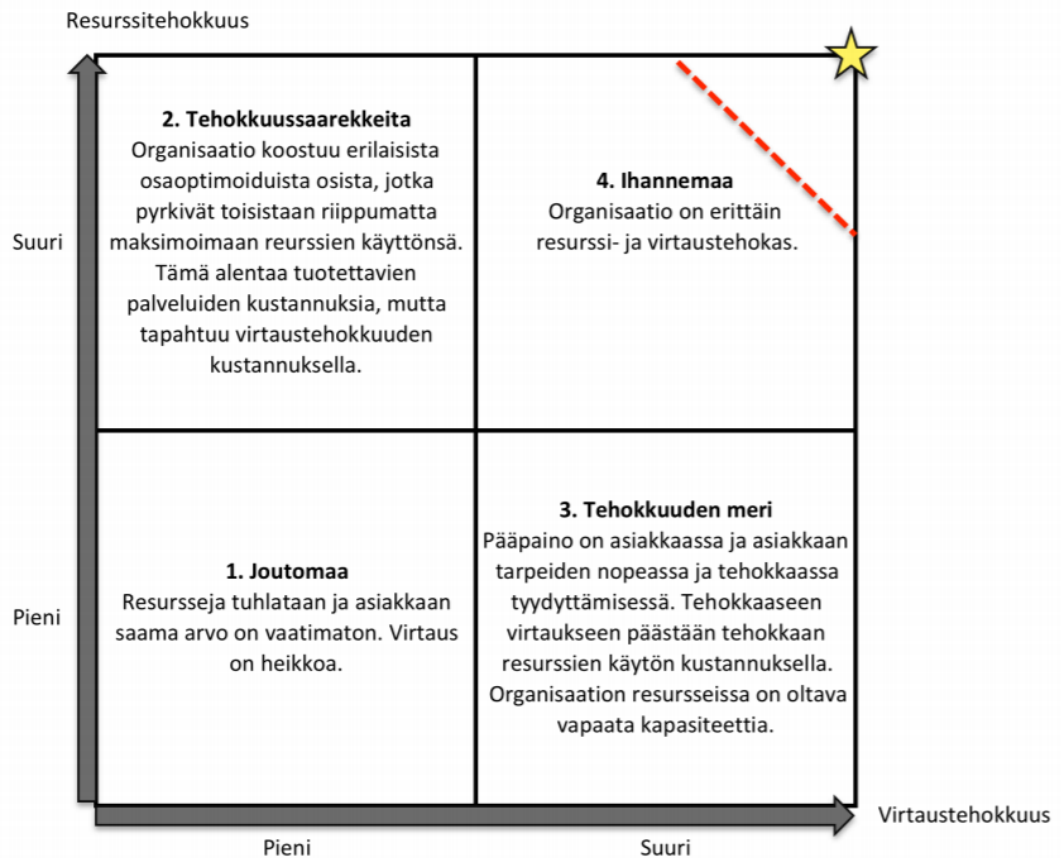 Resurssitehokkuus
2. Tehokkuussaarekkeita
Organisaatio koostuu erilaisista
osaoptimoiduista osista, jotka
pyrkivät toisistaan riippumatta
maksimoimaan reurssien käyttönsä.
Tämä alentaa tuotettavien
palveluiden kustannuksia, mutta
tapahtuu virtaustehokkuuden
kustannuksella.
4. Ihannemaa
Organisaatio on erittäin
resurssi- ja virtaustehokas.
Suuri
1. Joutomaa
Resursseja tuhlataan ja asiakkaan
saama arvo on vaatimaton. Virtaus
on heikkoa.
3. Tehokkuuden meri
Pääpaino on asiakkaassa ja asiakkaan
tarpeiden nopeassa ja tehokkaassa
tyydyttämisessä. Tehokkaaseen
virtaukseen päästään tehokkaan
resurssien käytön kustannuksella.
Organisaation resursseissa on oltava
vapaata kapasiteettia.
Pieni
Virtaustehokkuus
Pieni
Suuri